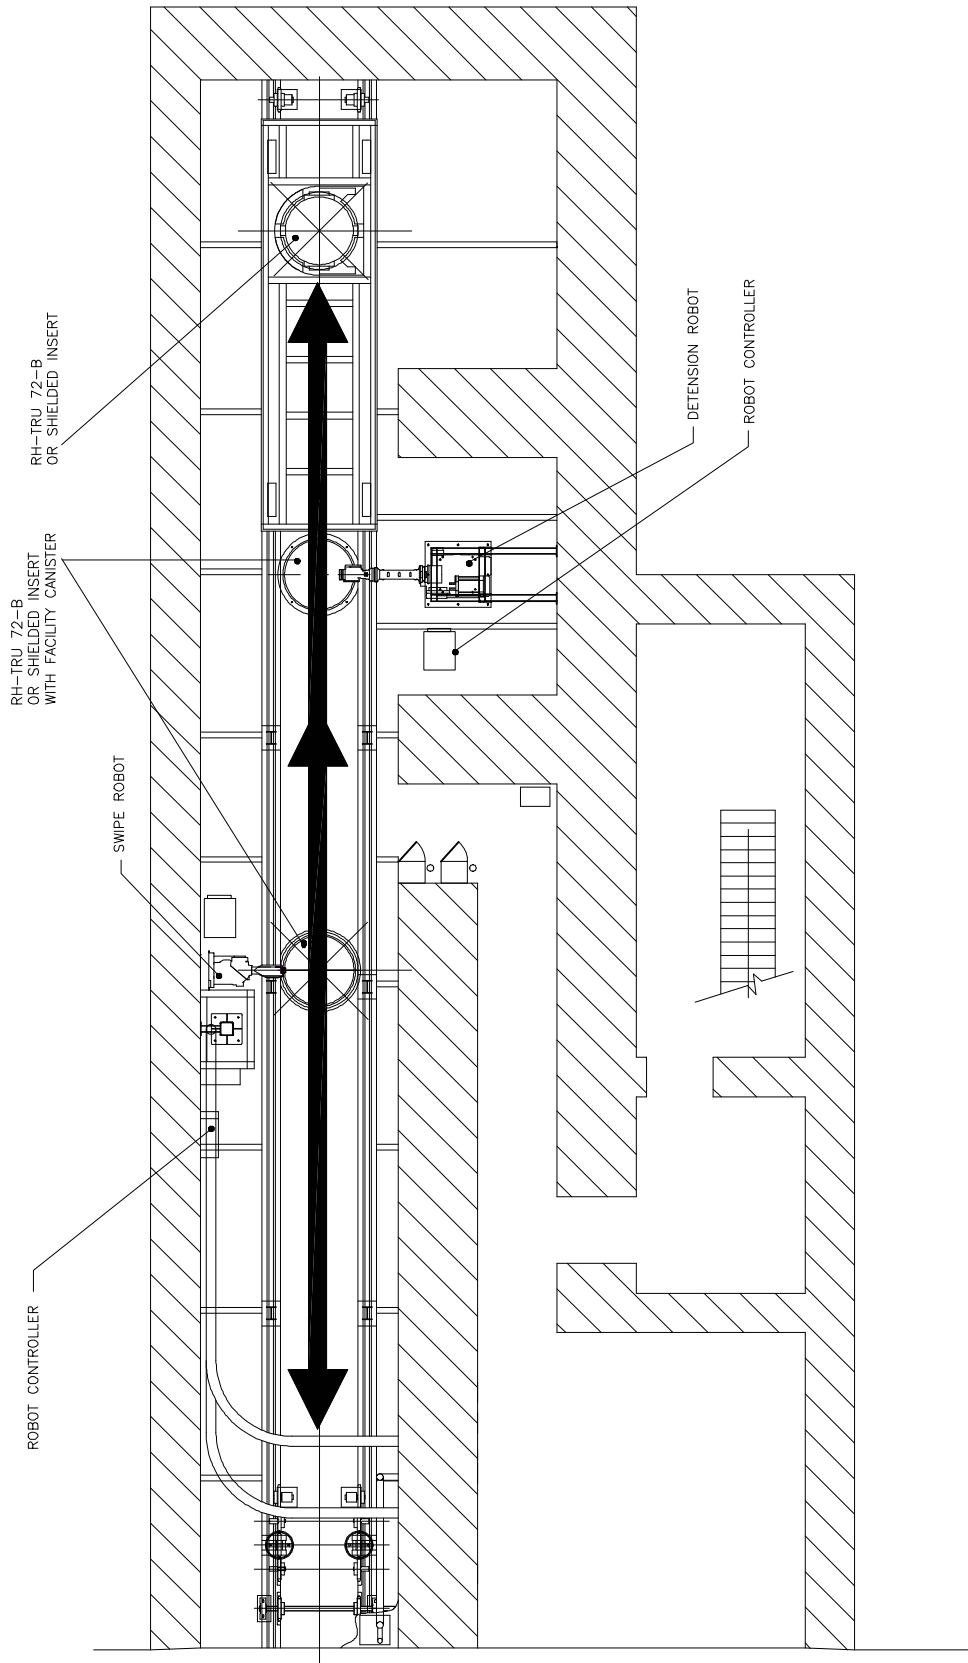 RH-TRU 72-B
OR SHIELDED INSERT
RH-TRU 72-B
OR SHIELDED INSERT
WITH FACILITY CANISTER
SWIPE ROBOT
ROBOT CONTROLLER
DETENSION ROBOT
ROBOT CONTROLLER